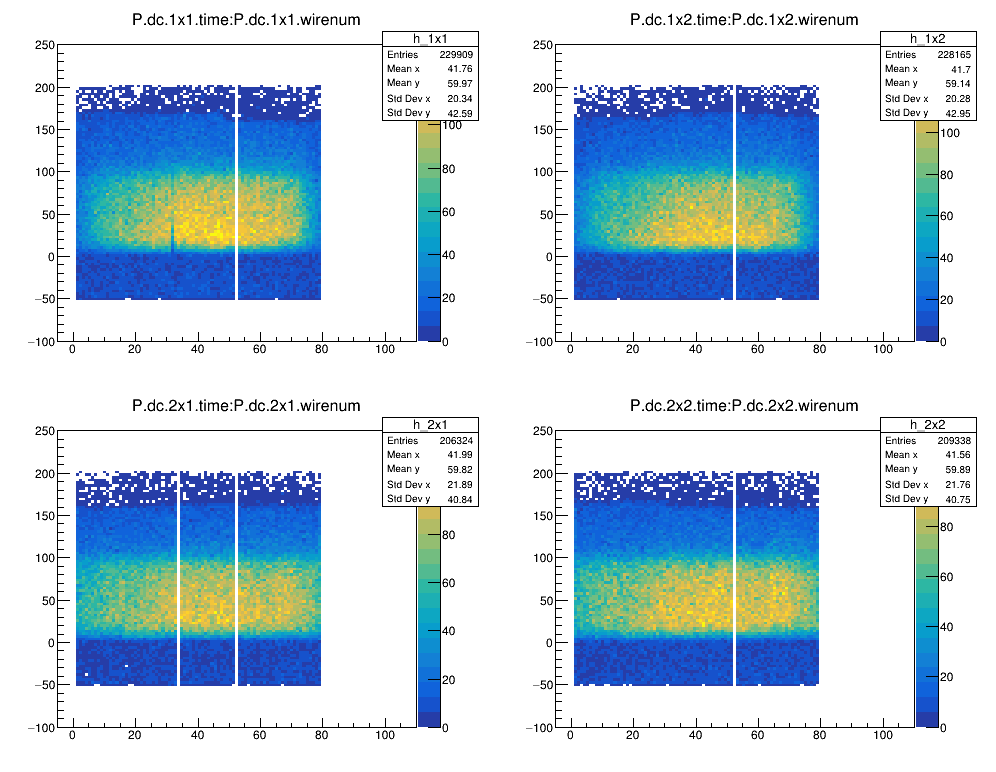 P.dc.1x1.time:P.dc.1x1.wirenum
h_1x1
Entries 229909
Mean x 41.76
Mean y 59.97
Std Dev x 20.34
Std Dev y 42.59
250
200
150
100
50
0
−50
−100
0 20 40 60 80 100
100
80
60
40
20
0
P.dc.1x2.time:P.dc.1x2.wirenum
h_1x2
Entries 228165
Mean x 41.7
Mean y 59.14
Std Dev x 20.28
Std Dev y 42.95
250
200
150
100
50
0
−50
−100
0 20 40 60 80 100
100
80
60
40
20
0
P.dc.2x1.time:P.dc.2x1.wirenum
h_2x1
Entries 206324
Mean x 41.99
Mean y 59.82
Std Dev x 21.89
Std Dev y 40.84
250
200
150
100
50
0
−50
−100
0 20 40 60 80 100
80
60
40
20
0
P.dc.2x2.time:P.dc.2x2.wirenum
h_2x2
Entries 209338
Mean x 41.56
Mean y 59.89
Std Dev x 21.76
Std Dev y 40.75
250
200
150
100
50
0
−50
−100
0 20 40 60 80 100
80
60
40
20
0